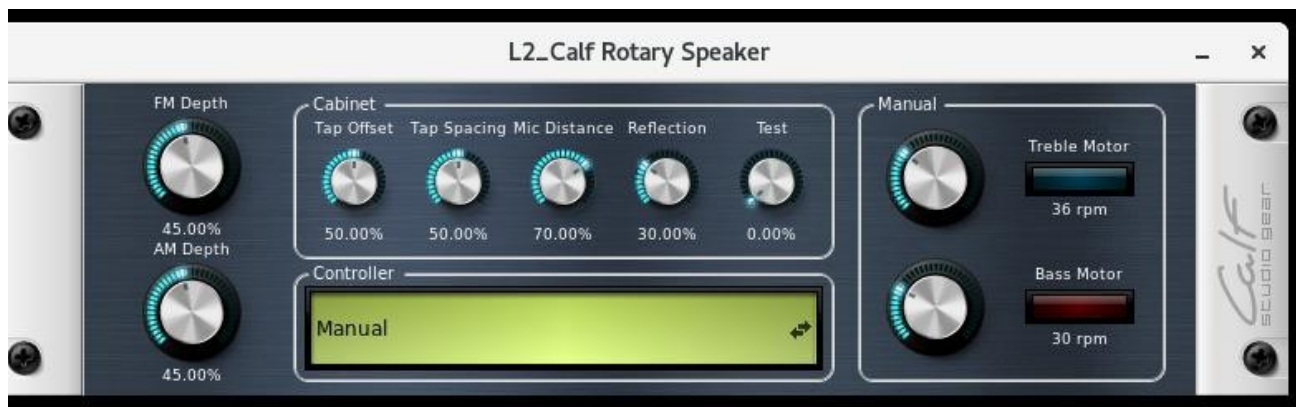 L2_Calf Rotary Speaker
FM Depth
45.00%
AM Depth
45.00%
Cabinet
Tap Offset Tap Spacing Mic Distance Reflection Test
50.00% 50.00% 70.00% 30.00% 0.00%
Controller
Manual
Manual
Treble Motor
36 rpm
Bass Motor
30 rpm
Calf
studio gear